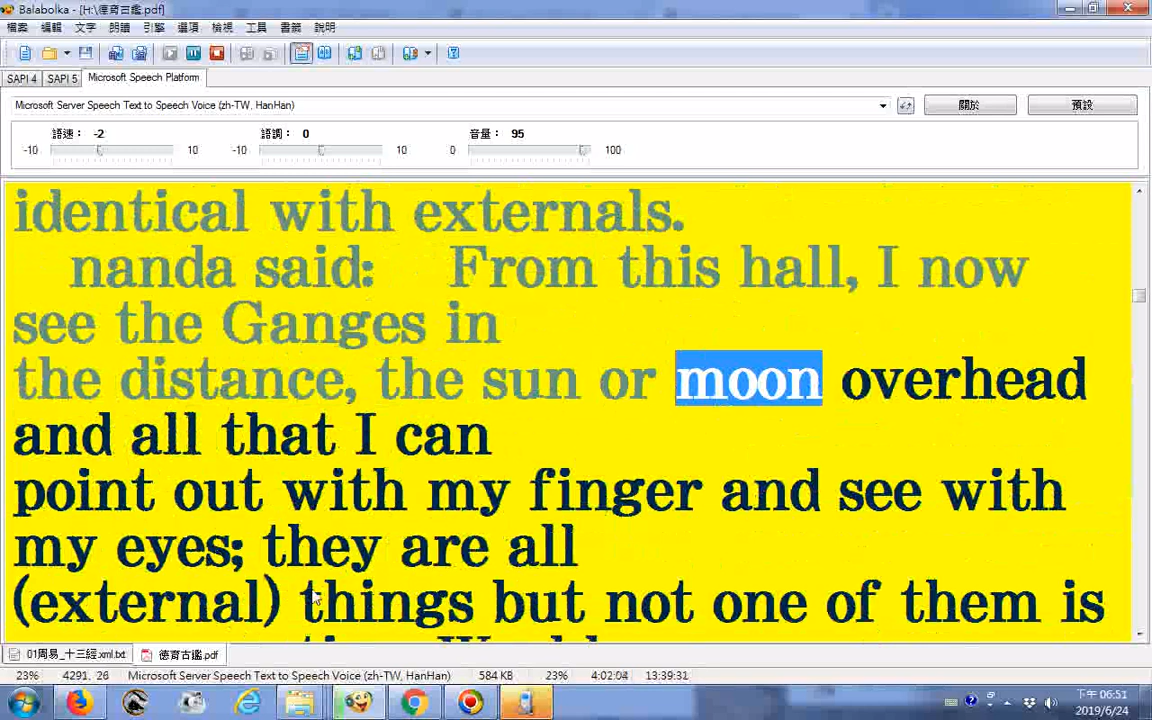 Balabolka - [H:\德育古鑑.pdf]
檔案 編輯 文字 朗讀 引擎 選項 檢視 工具 書籤 說明
SAPI 4 SAPI 5 Microsoft Speech Platform
Microsoft Server Speech Text to Speech Voice (zh-TW, HanHan) 關於 預設
語速： -2 語調： 0 音量： 95
-10 10 -10 10 0 100
identical with externals.
nanda said: From this hall, I now
see the Ganges in
the distance, the sun or moon overhead
and all that I can
point out with my finger and see with
my eyes; they are all
(external) things but not one of them is
01周易_十三經.xml.txt 德育古鑑.pdf
23% 4291, 26 Microsoft Server Speech Text to Speech Voice (zh-TW, HanHan) 584 KB 23% 4:02:04 13:39:31
下午 06:51
2019/6/24